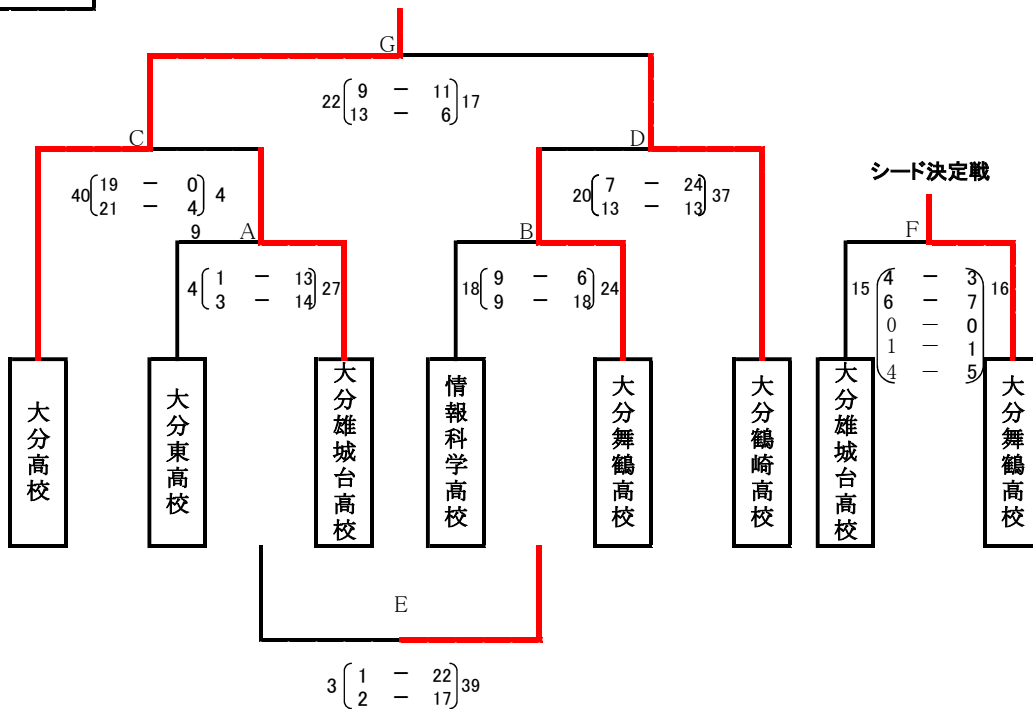 G
22 9 － 11 17
13 － 6
C
D
40 19 － 0 4
21 － 4
20 7 － 24 37
13 － 13
シード決定戦
9
A
B
F
4 1 － 13 27
3 － 14
18 9 － 6 24
9 － 18
15 4 － 3 16
6 － 7
0 － 0
1 － 1
4 － 5
大分高校
大分東高校
大分雄城台高校
情報科学高校
大分舞鶴高校
大分鶴崎高校
大分雄城台高校
大分舞鶴高校
E
3 1 － 22 39
2 － 17